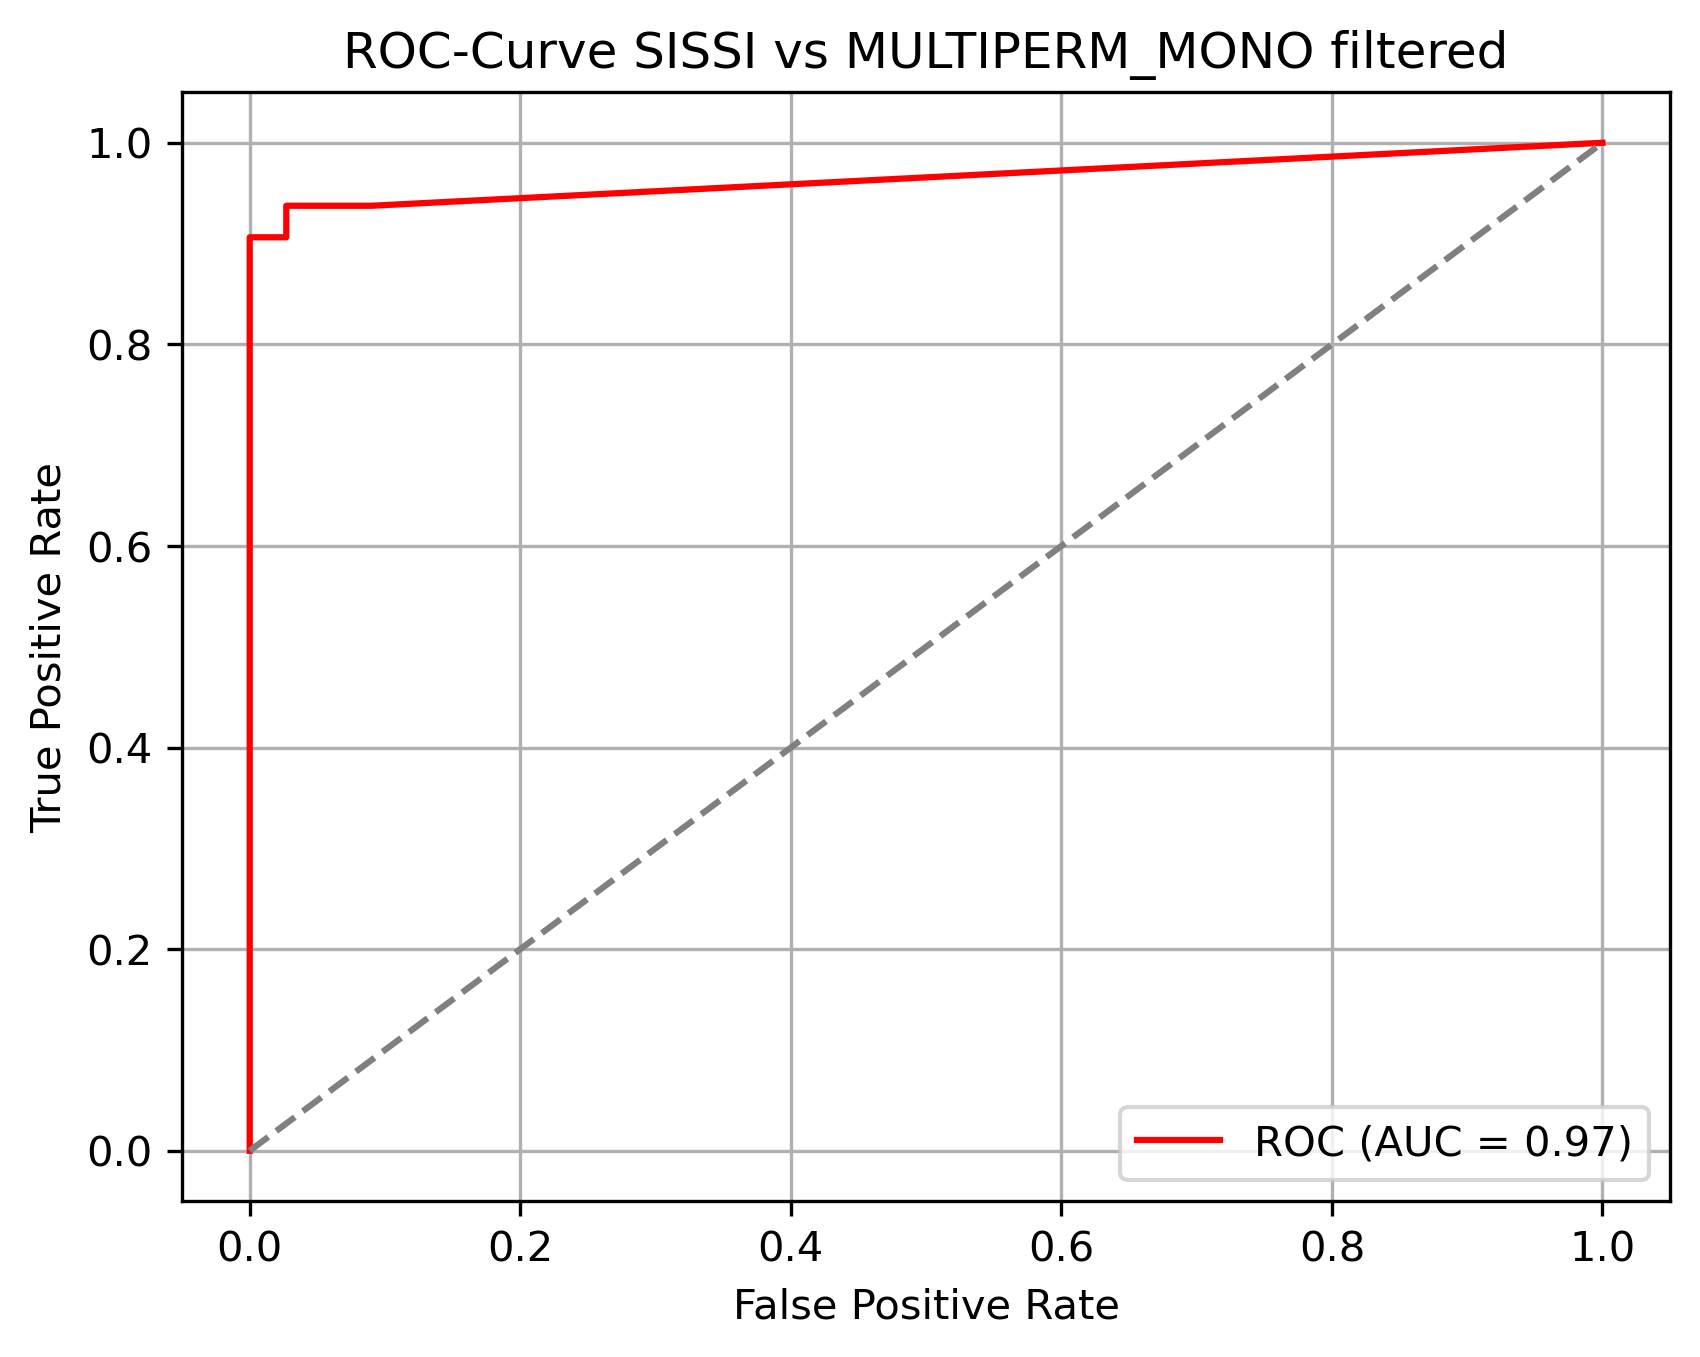 ROC-Curve SISSI vs MULTIPERM_MONO filtered
True Positive Rate
1.0
0.8
0.6
0.4
0.2
0.0
ROC (AUC = 0.97)
0.0 0.2 0.4 0.6 0.8 1.0
False Positive Rate